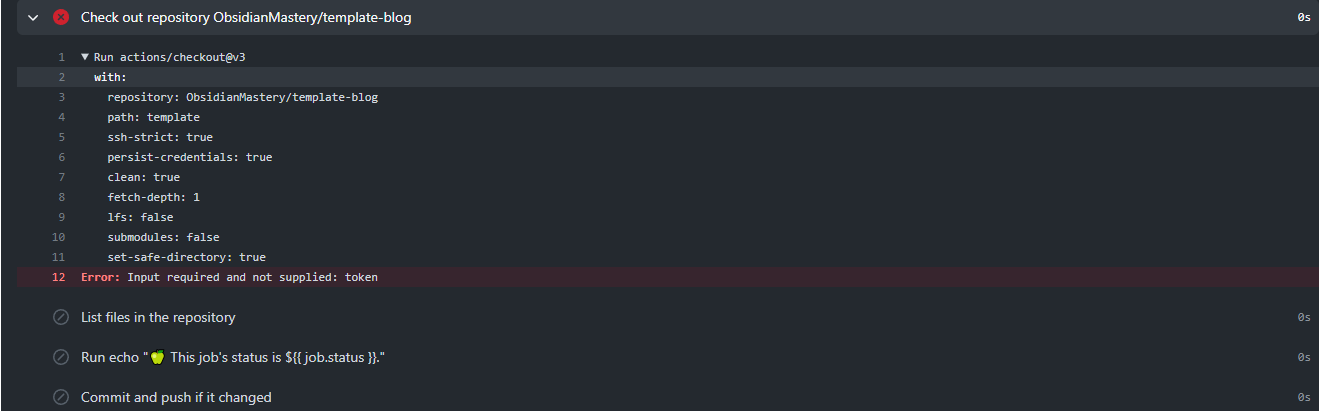 Check out repository ObsidianMastery/template-blog 0s
1 ▼ Run actions/checkout@v3
2 with:
3 repository: ObsidianMastery/template-blog
4 path: template
5 ssh-strict: true
6 persist-credentials: true
7 clean: true
8 fetch-depth: 1
9 lfs: false
10 submodules: false
11 set-safe-directory: true
12 Error: Input required and not supplied: token
List files in the repository 0s
Run echo "🍏 This job's status is ${{ job.status }}." 0s
Commit and push if it changed 0s